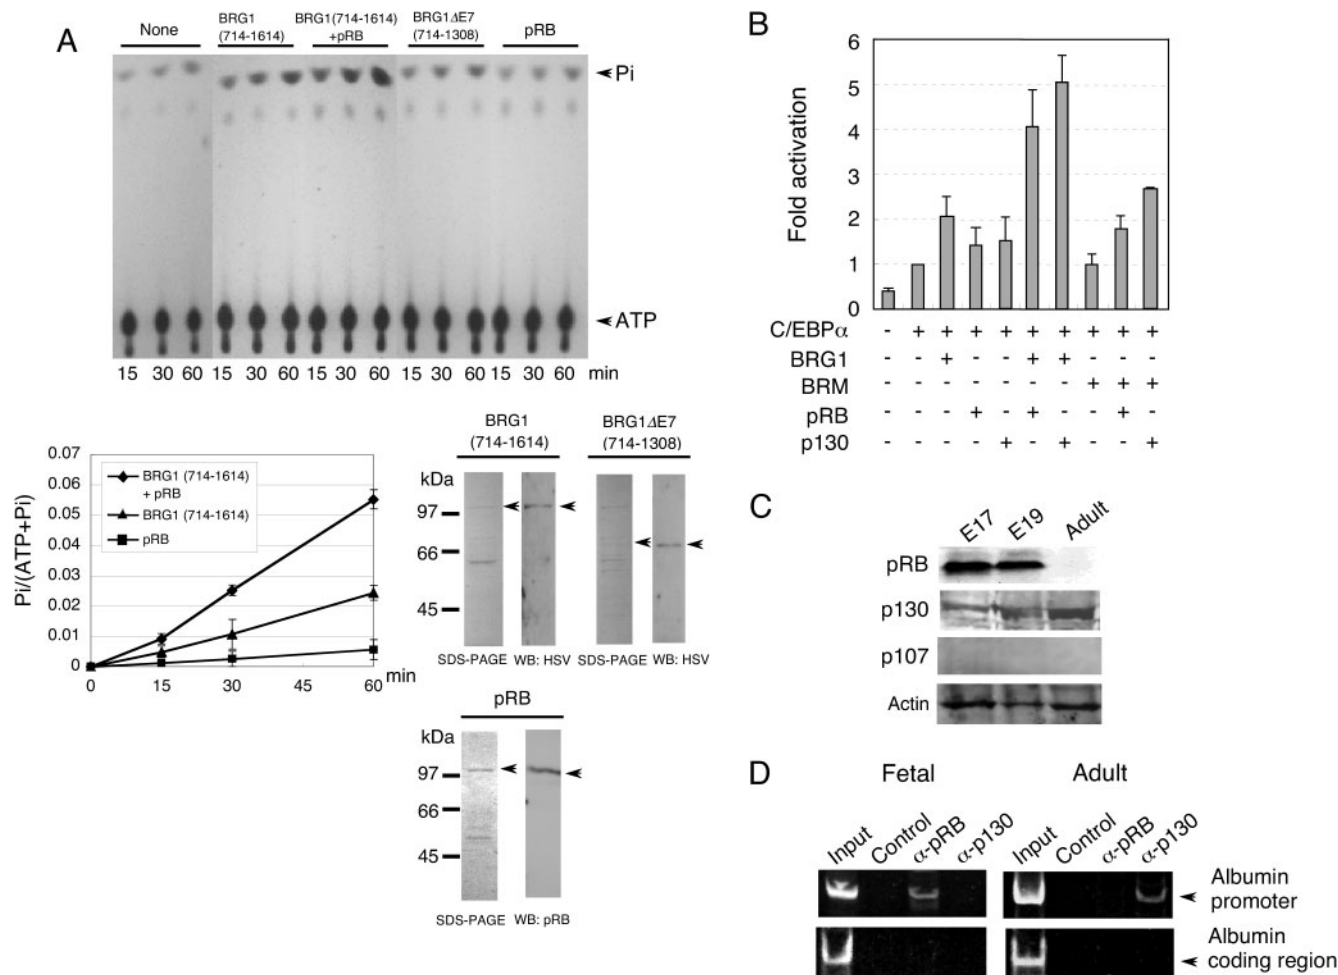 A
None
BRG1
(714-1614)
BRG1(714-1614)
+pRB
BRG1ΔE7
(714-1308)
pRB
Pi
ATP
15 30 60 15 30 60 15 30 60 15 30 60 15 30 60 min
Pi/(ATP+Pi)
0.07
0.06
0.05
0.04
0.03
0.02
0.01
0
BRG1 (714-1614)
+ pRB
BRG1 (714-1614)
pRB
0 15 30 45 60 min
BRG1
(714-1614)
BRG1ΔE7
(714-1308)
kDa
97
66
45
SDS-PAGE WB: HSV SDS-PAGE WB: HSV
pRB
kDa
97
66
45
SDS-PAGE WB: pRB
B
Fold activation
6
5
4
3
2
1
0
C/EBPα - + + + + + + + + +
BRG1 - - + - - + + - - -
BRM - - - - - - - + + +
pRB - - - + - + - - + -
p130 - - - - + - + - - +
C
E17 E19 Adult
pRB
p130
p107
Actin
D
Fetal Adult
Input Control α-pRB α-p130 Input Control α-pRB α-p130
Albumin
promoter
Albumin
coding region